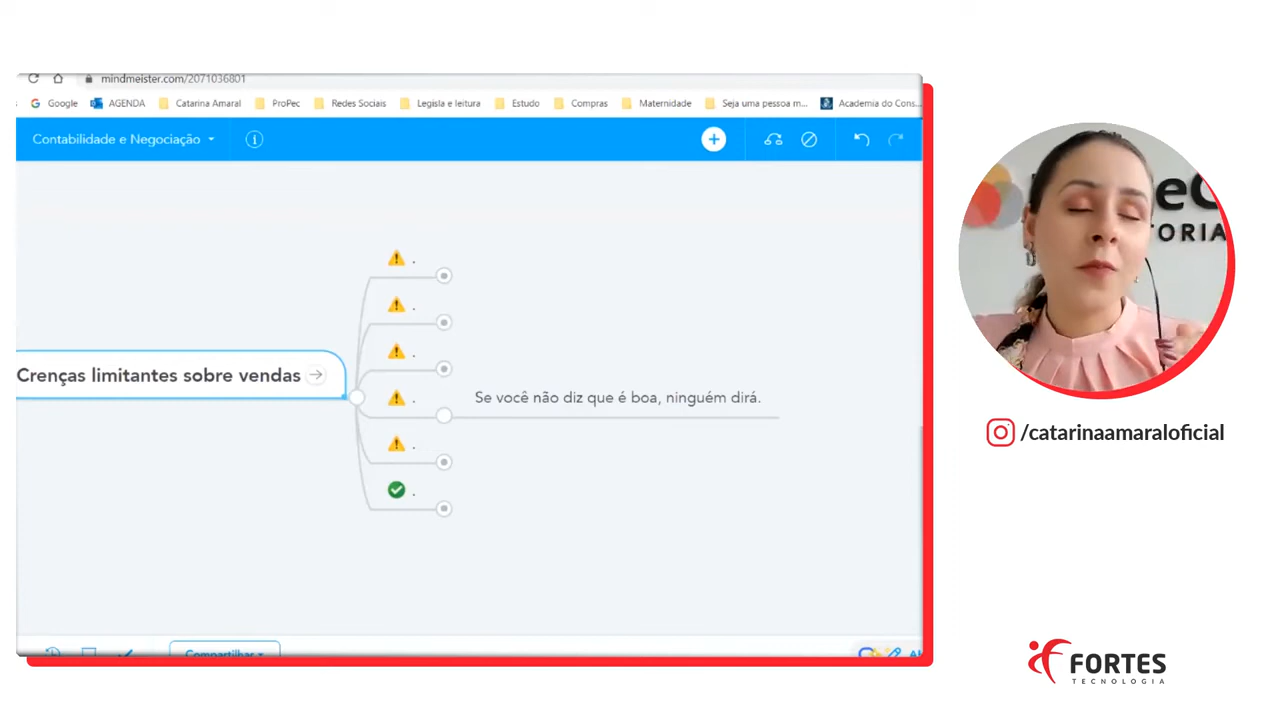 mindmeister.com/2071036801
Google AGENDA Catarina Amaral ProPec Redes Sociais Legisla e leitura Estudo Compras Maternidade Seja uma pessoa m... Academia do Cons...
Contabilidade e Negociação
.
.
.
Crenças limitantes sobre vendas
. Se você não diz que é boa, ninguém dirá.
.
.
Compartilhar
eC
TORIA
/catarinaamaraloficial
FORTES
TECNOLOGIA